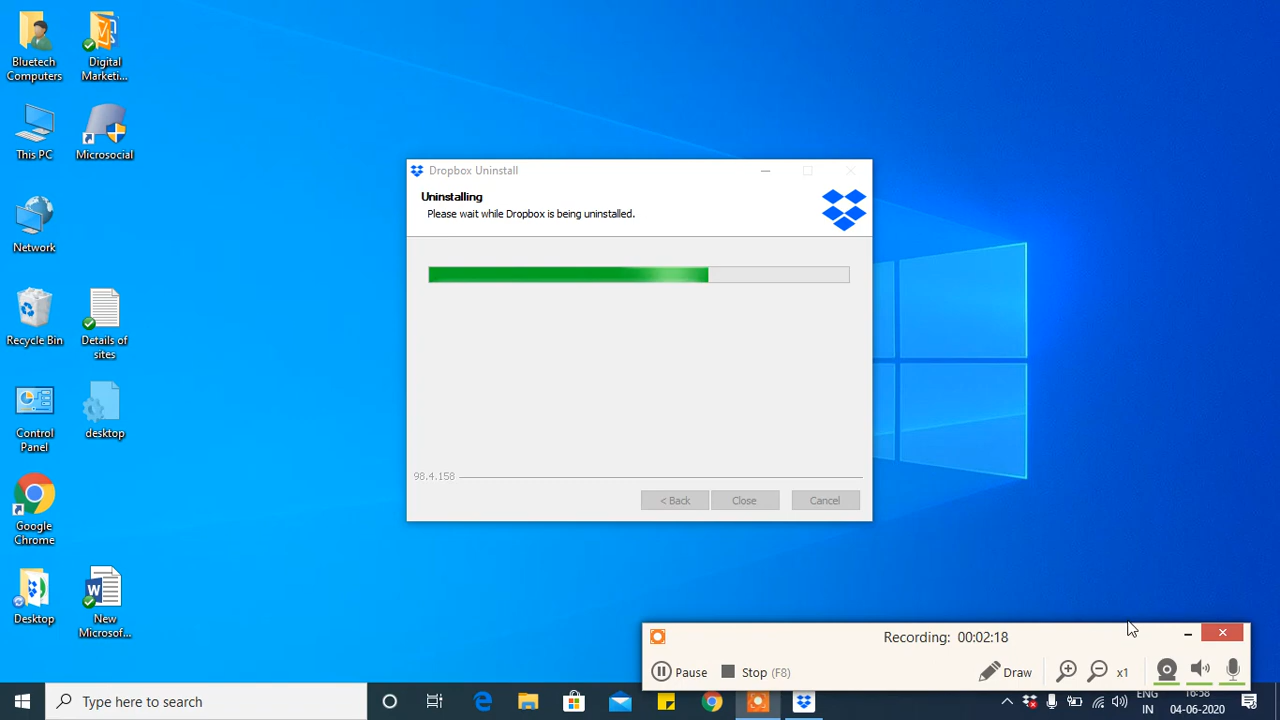 Bluetech
Computers
Digital
Marketi...
This PC
Microsocial
Network
Recycle Bin
Details of
sites
Control
Panel
desktop
Google
Chrome
Desktop
New
Microsof...
Dropbox Uninstall
Uninstalling
Please wait while Dropbox is being uninstalled.
98.4.158
< Back
Close
Cancel
Recording: 00:02:18
Pause
Stop (F8)
Draw
x1
Type here to search
ENG
IN
16:58
04-06-2020